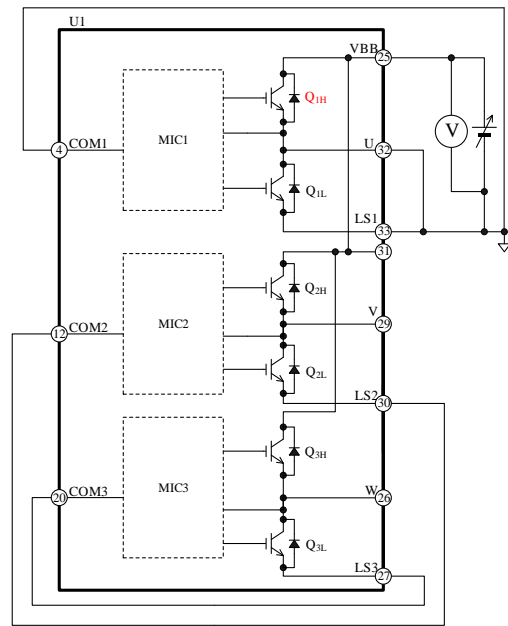 U1
VBB
25
Q1H
V
COM1
4
MIC1
U
32
Q1L
LS1
33
31
Q2H
V
COM2
12
MIC2
29
Q2L
LS2
30
Q3H
COM3
20
MIC3
W
26
Q3L
LS3
27